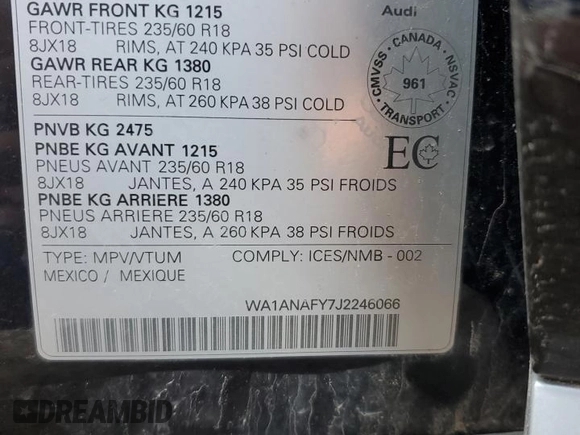 GAWR FRONT KG 1215
FRONT-TIRES 235/60 R18
8JX18 RIMS, AT 240 KPA 35 PSI COLD
GAWR REAR KG 1380
REAR-TIRES 235/60 R18
8JX18 RIMS, AT 260 KPA 38 PSI COLD
Audi
CMVSS • CANADA • NSVAC
961
• TRANSPORT •
PNVB KG 2475
PNBE KG AVANT 1215
PNEUS AVANT 235/60 R18
8JX18 JANTES, A 240 KPA 35 PSI FROIDS
PNBE KG ARRIERE 1380
PNEUS ARRIERE 235/60 R18
8JX18 JANTES, A 260 KPA 38 PSI FROIDS
EC
TYPE: MPV/VTUM COMPLY: ICES/NMB - 002
MEXICO / MEXIQUE
WA1ANAFY7J2246066
DREAMBID